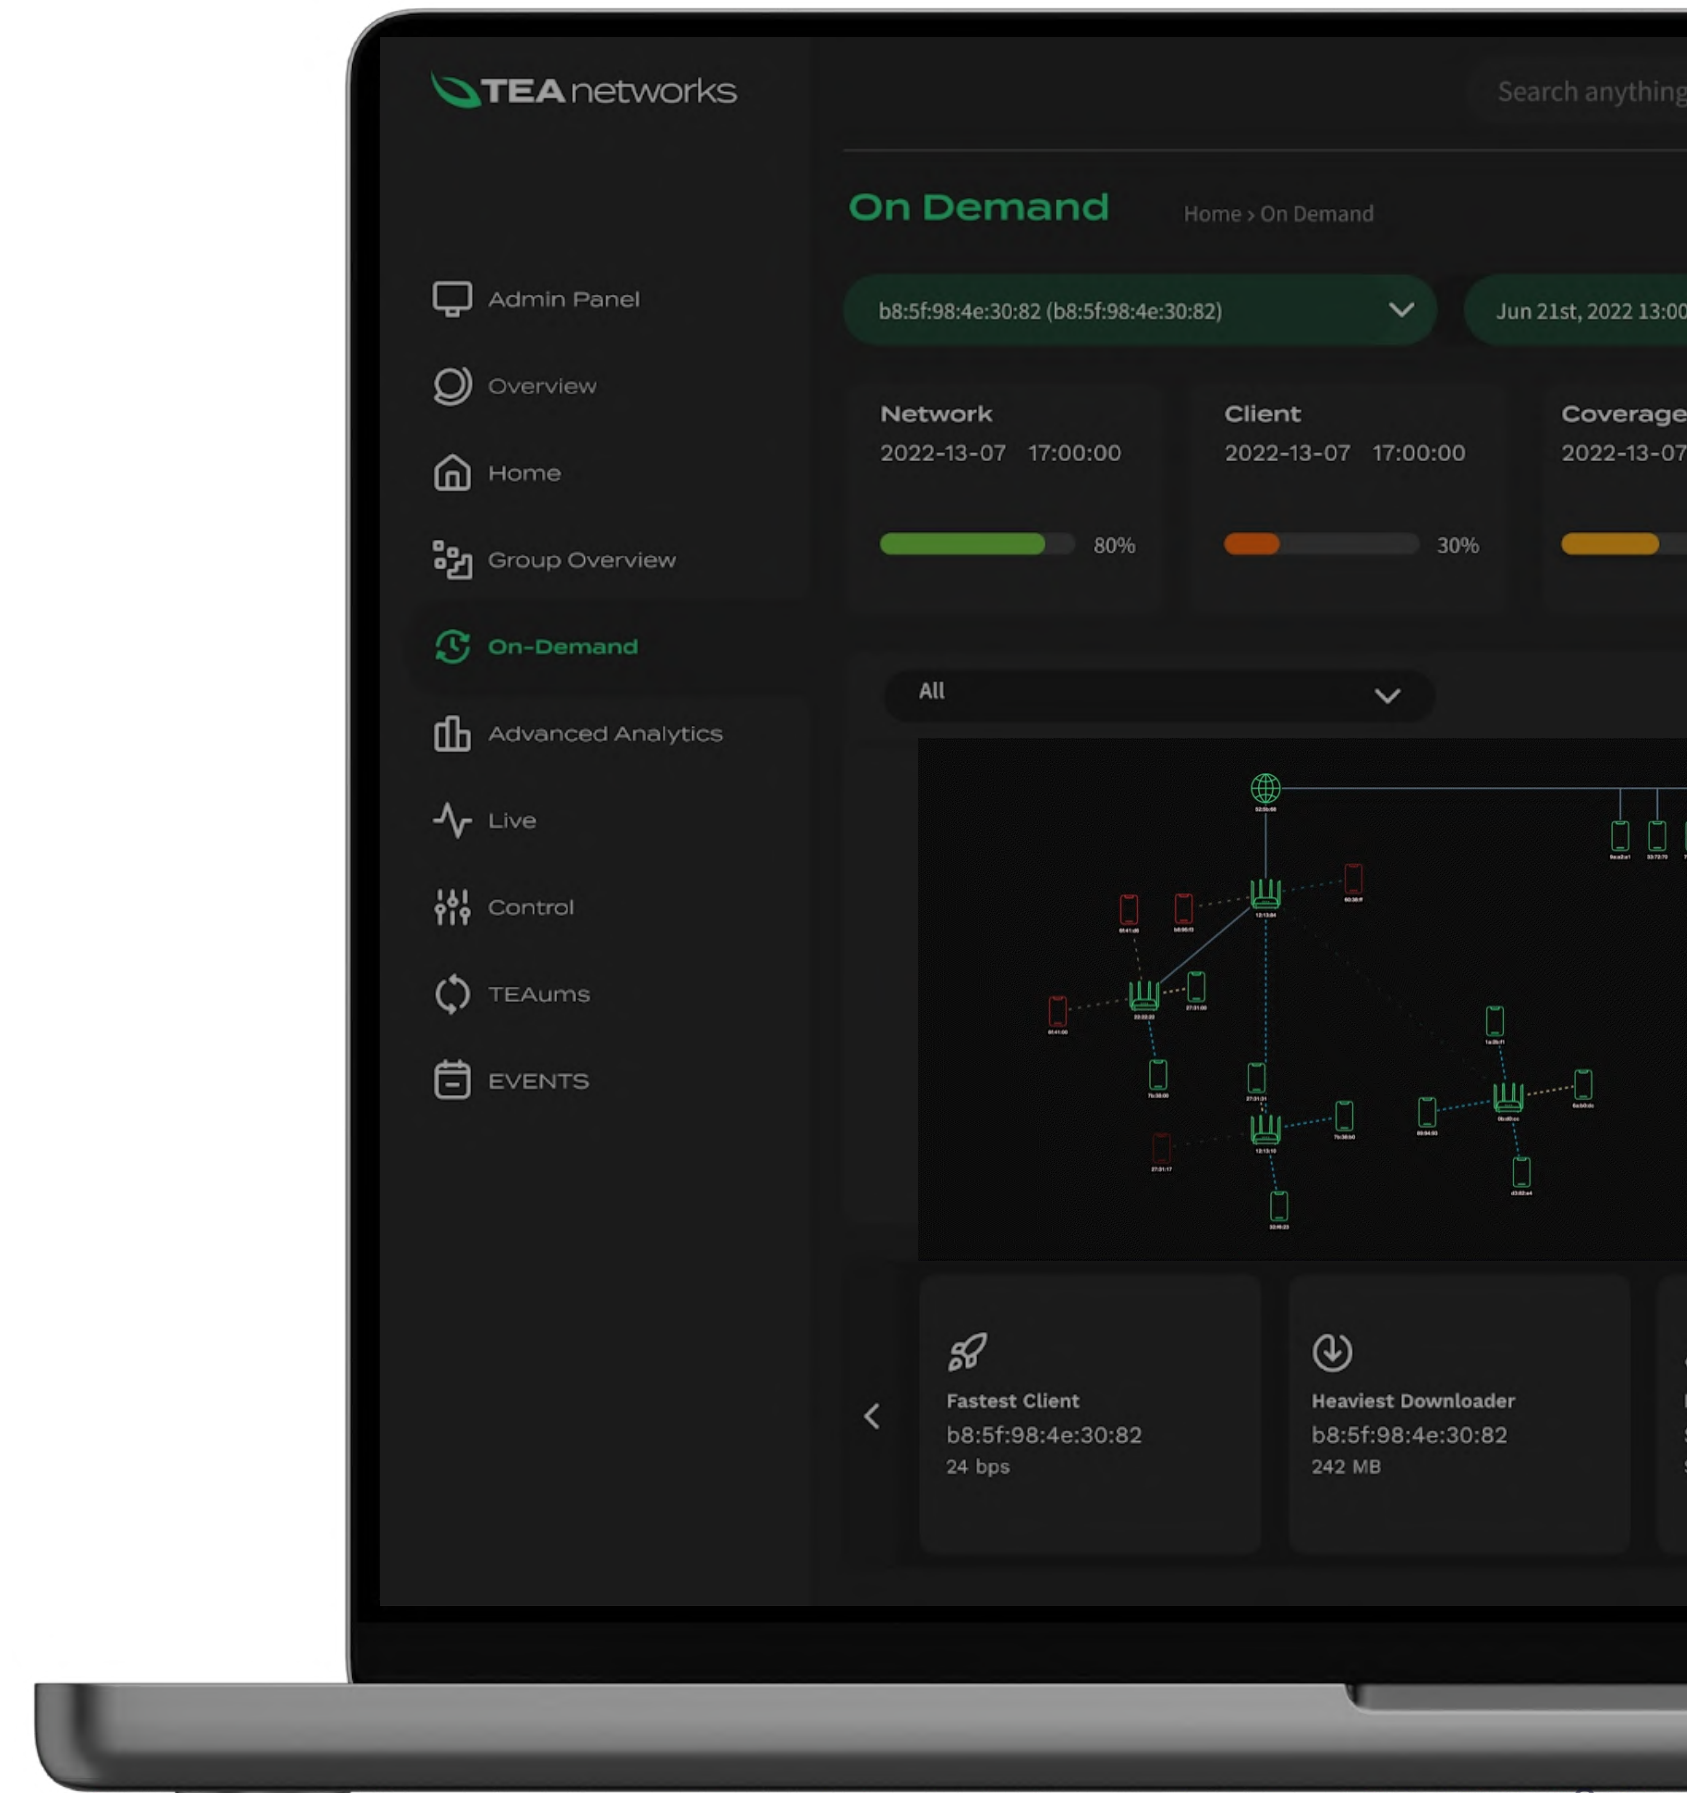 TEA networks
Search anything
On Demand
Home > On Demand
Admin Panel
Overview
Home
Group Overview
On-Demand
Advanced Analytics
Live
Control
TEAums
EVENTS
b8:5f:98:4e:30:82 (b8:5f:98:4e:30:82)
Jun 21st, 2022 13:00
Network
2022-13-07 17:00:00
80%
Client
2022-13-07 17:00:00
30%
Coverage
2022-13-07
All
Fastest Client
b8:5f:98:4e:30:82
24 bps
Heaviest Downloader
b8:5f:98:4e:30:82
242 MB